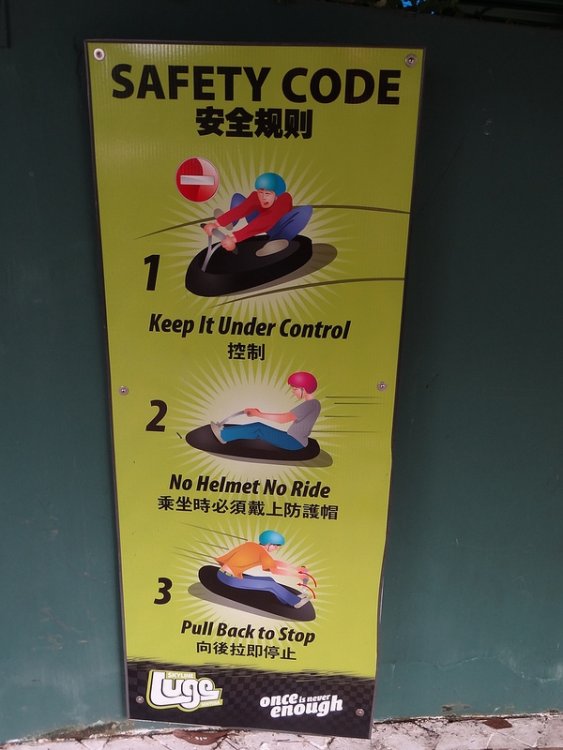 SAFETY CODE
安全规则
1
Keep It Under Control
控制
2
No Helmet No Ride
乘坐時必須戴上防護帽
3
Pull Back to Stop
向後拉即停止
SKYLINE
Luge
once is never
enough